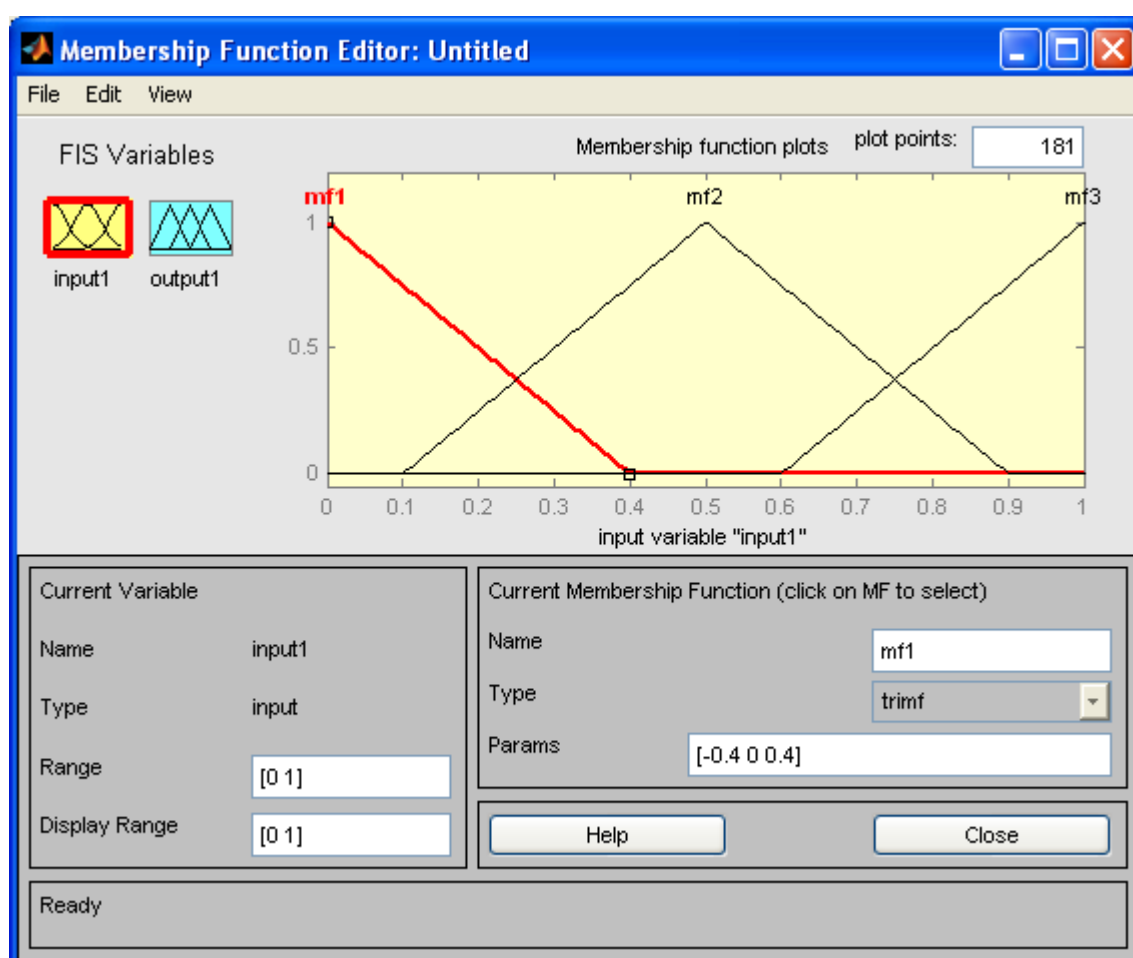 Membership Function Editor: Untitled
File Edit View
FIS Variables
Membership function plots plot points: 181
mf1 mf2 mf3
1
input1 output1
0.5
0
0 0.1 0.2 0.3 0.4 0.5 0.6 0.7 0.8 0.9 1
input variable "input1"
Current Variable
Name input1
Type input
Range [0 1]
Display Range [0 1]
Current Membership Function (click on MF to select)
Name mf1
Type trimf
Params [-0.4 0 0.4]
Help Close
Ready